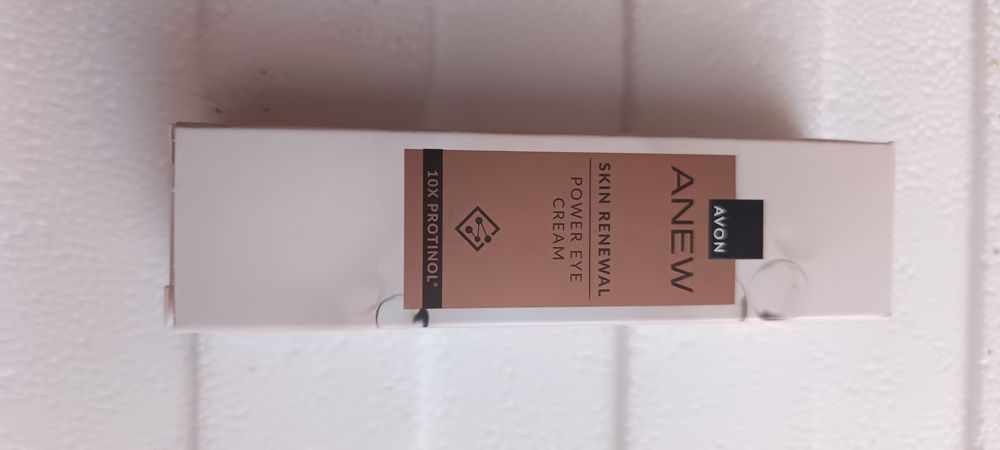 AVON
ANEW
SKIN RENEWAL
POWER EYE
CREAM
10X PROTINOL*